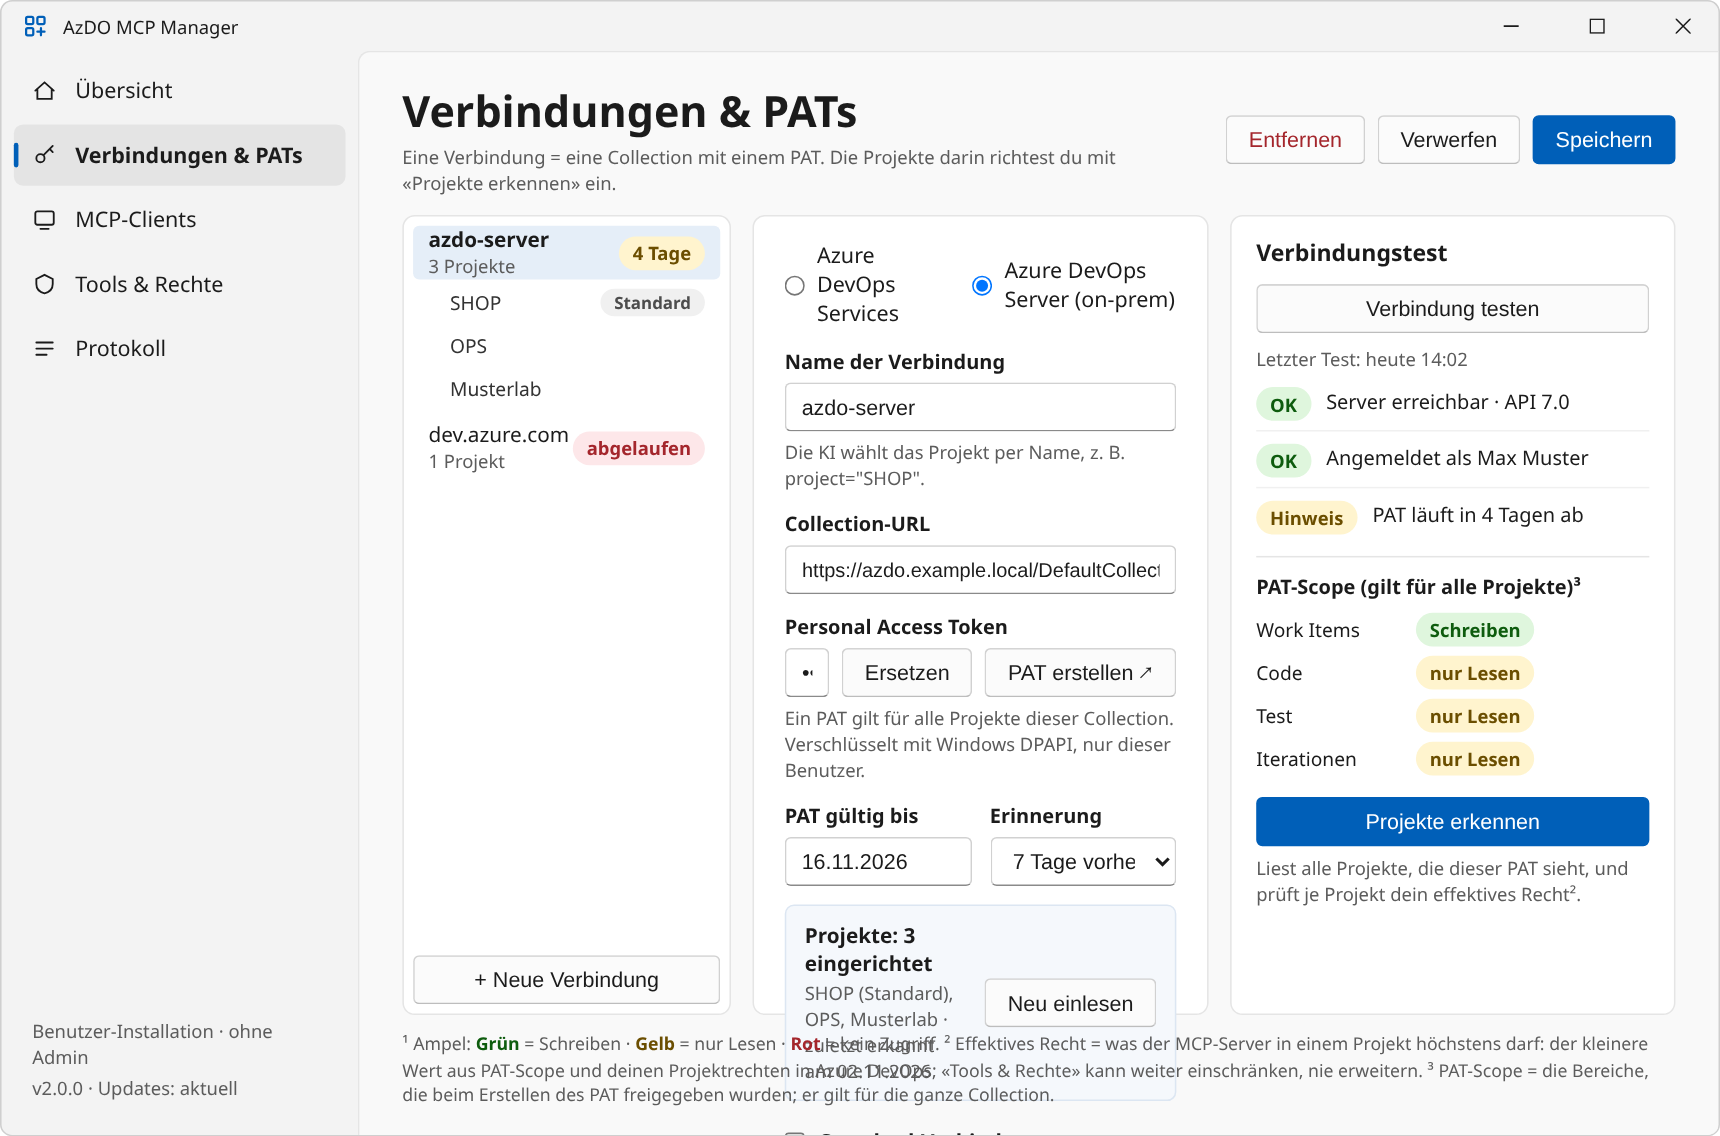 AzDO MCP Manager
Übersicht
Verbindungen & PATs
MCP-Clients
Tools & Rechte
Protokoll
Benutzer-Installation · ohne
Admin
v2.0.0 · Updates: aktuell
Verbindungen & PATs
Eine Verbindung = eine Collection mit einem PAT. Die Projekte darin richtest du mit
«Projekte erkennen» ein.
Entfernen
Verwerfen
Speichern
azdo-server
3 Projekte
4 Tage
SHOP
Standard
OPS
Musterlab
dev.azure.com
1 Projekt
abgelaufen
+ Neue Verbindung
Azure
DevOps
Services
Azure DevOps
Server (on-prem)
Name der Verbindung
azdo-server
Die KI wählt das Projekt per Name, z. B.
project="SHOP".
Collection-URL
https://azdo.example.local/DefaultCollect
Personal Access Token
Ersetzen
PAT erstellen ↗
Ein PAT gilt für alle Projekte dieser Collection.
Verschlüsselt mit Windows DPAPI, nur dieser
Benutzer.
PAT gültig bis
Erinnerung
16.11.2026
7 Tage vorhe
Projekte: 3
eingerichtet
SHOP (Standard),
OPS, Musterlab ·
zuletzt erkannt
am 02.11.2026
Neu einlesen
Verbindungstest
Verbindung testen
Letzter Test: heute 14:02
OK Server erreichbar · API 7.0
OK Angemeldet als Max Muster
Hinweis PAT läuft in 4 Tagen ab
PAT-Scope (gilt für alle Projekte)³
Work Items Schreiben
Code nur Lesen
Test nur Lesen
Iterationen nur Lesen
Projekte erkennen
Liest alle Projekte, die dieser PAT sieht, und
prüft je Projekt dein effektives Recht².
¹ Ampel: Grün = Schreiben · Gelb = nur Lesen · Rot = kein Zugriff. ² Effektives Recht = was der MCP-Server in einem Projekt höchstens darf: der kleinere
Wert aus PAT-Scope und deinen Projektrechten in Azure DevOps; «Tools & Rechte» kann weiter einschränken, nie erweitern. ³ PAT-Scope = die Bereiche,
die beim Erstellen des PAT freigegeben wurden; er gilt für die ganze Collection.